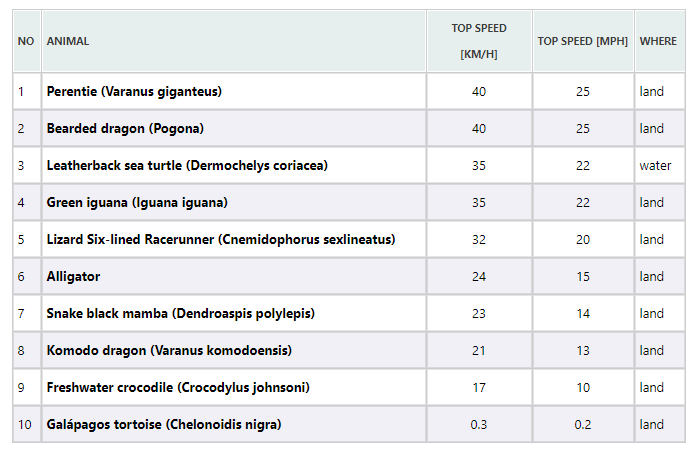 NO ANIMAL TOP SPEED [KM/H] TOP SPEED [MPH] WHERE
1 Perentie (Varanus giganteus) 40 25 land
2 Bearded dragon (Pogona) 40 25 land
3 Leatherback sea turtle (Dermochelys coriacea) 35 22 water
4 Green iguana (Iguana iguana) 35 22 land
5 Lizard Six-lined Racerunner (Cnemidophorus sexlineatus) 32 20 land
6 Alligator 24 15 land
7 Snake black mamba (Dendroaspis polylepis) 23 14 land
8 Komodo dragon (Varanus komodoensis) 21 13 land
9 Freshwater crocodile (Crocodylus johnsoni) 17 10 land
10 Galápagos tortoise (Chelonoidis nigra) 0.3 0.2 land